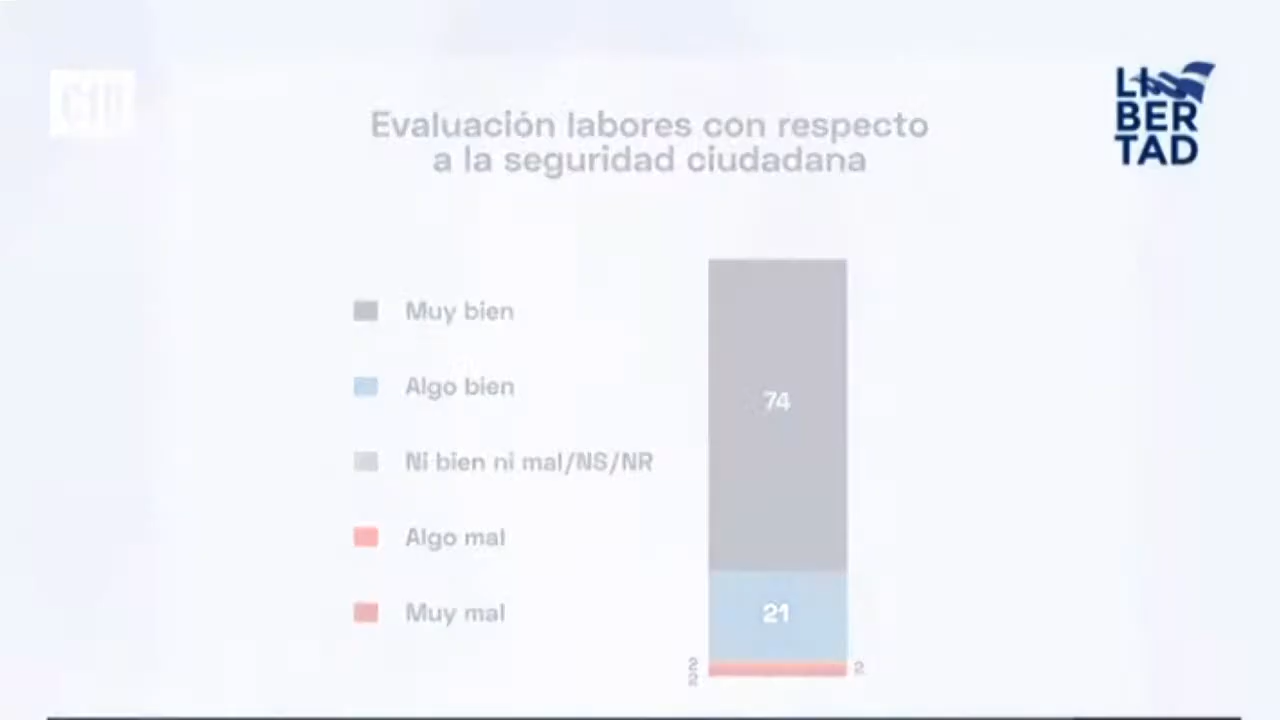 CID
LI
BER
TAD
Evaluación labores con respecto
a la seguridad ciudadana
Muy bien
Algo bien
Ni bien ni mal/NS/NR
Algo mal
Muy mal
74
21
2
2
2